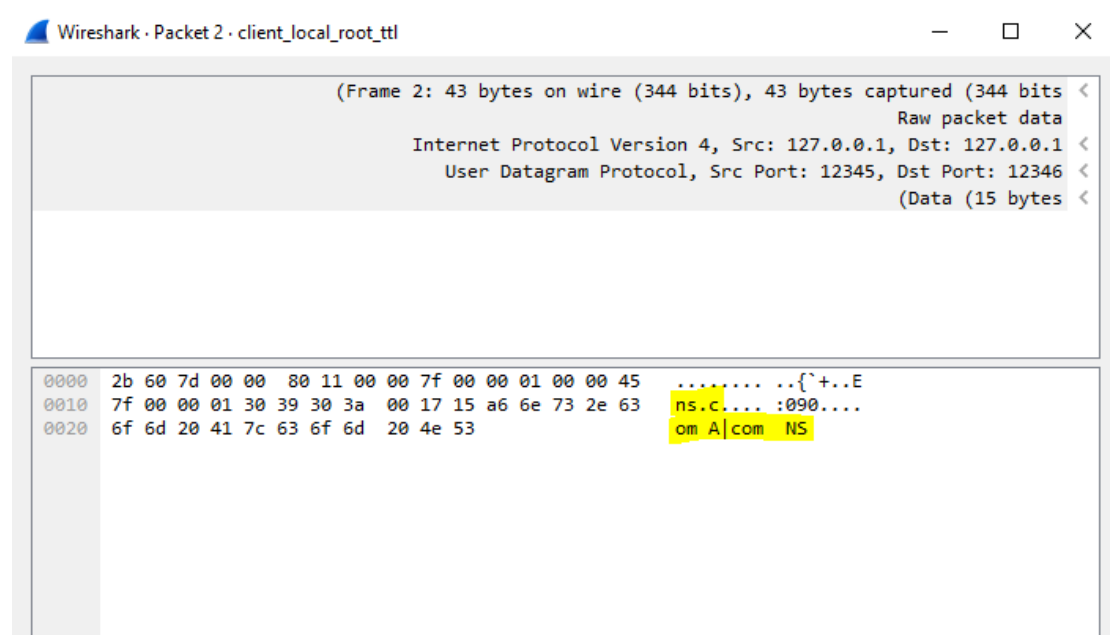 Wireshark · Packet 2 · client_local_root_ttl
(Frame 2: 43 bytes on wire (344 bits), 43 bytes captured (344 bits
Raw packet data
Internet Protocol Version 4, Src: 127.0.0.1, Dst: 127.0.0.1
User Datagram Protocol, Src Port: 12345, Dst Port: 12346
(Data (15 bytes
0000 2b 60 7d 00 00 80 11 00 00 7f 00 00 01 00 00 45 ........ ..{`+..E
0010 7f 00 00 01 30 39 30 3a 00 17 15 a6 6e 73 2e 63 ns.c.... :090....
0020 6f 6d 20 41 7c 63 6f 6d 20 4e 53 om A|com NS